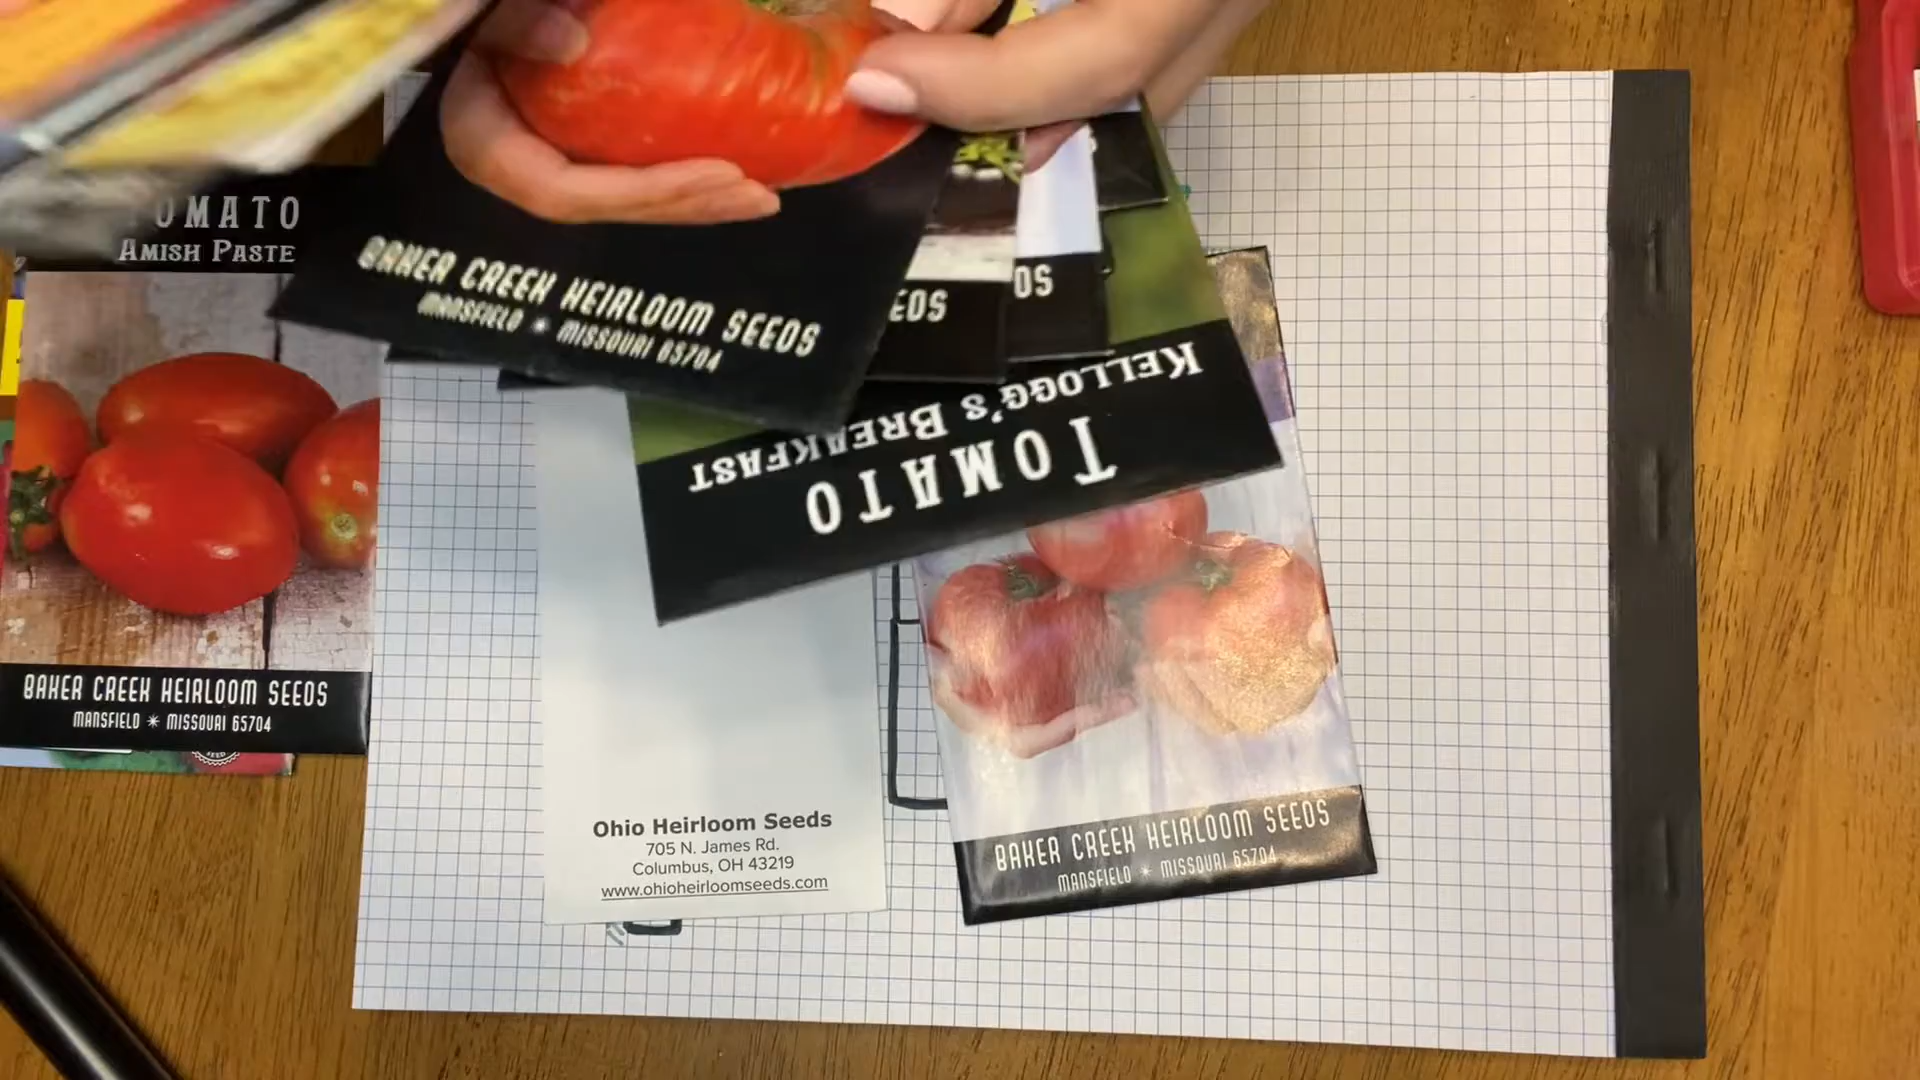 TOMATO
AMISH PASTE
BAKER CREEK HEIRLOOM SEEDS
MANSFIELD * MISSOURI 65704
BAKER CREEK HEIRLOOM SEEDS
MANSFIELD * MISSOURI 65704
EDS
DS
TOMATO
KELLOGG'S BREAKFAST
Ohio Heirloom Seeds
705 N. James Rd.
Columbus, OH 43219
www.ohioheirloomseeds.com
BAKER CREEK HEIRLOOM SEEDS
MANSFIELD * MISSOURI 65704